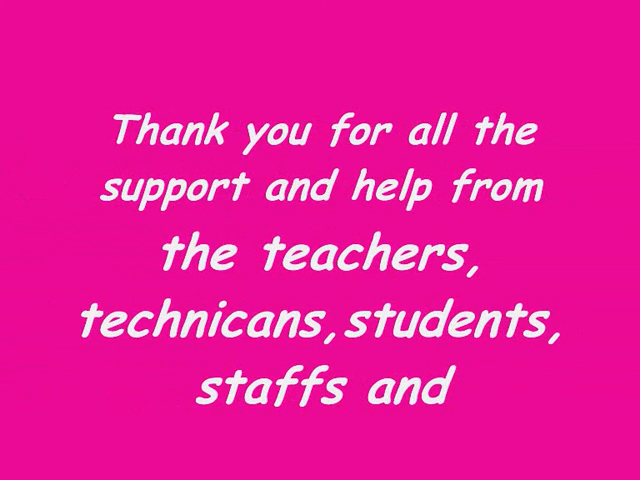 Thank you for all the
support and help from
the teachers,
technicans,students,
staffs and